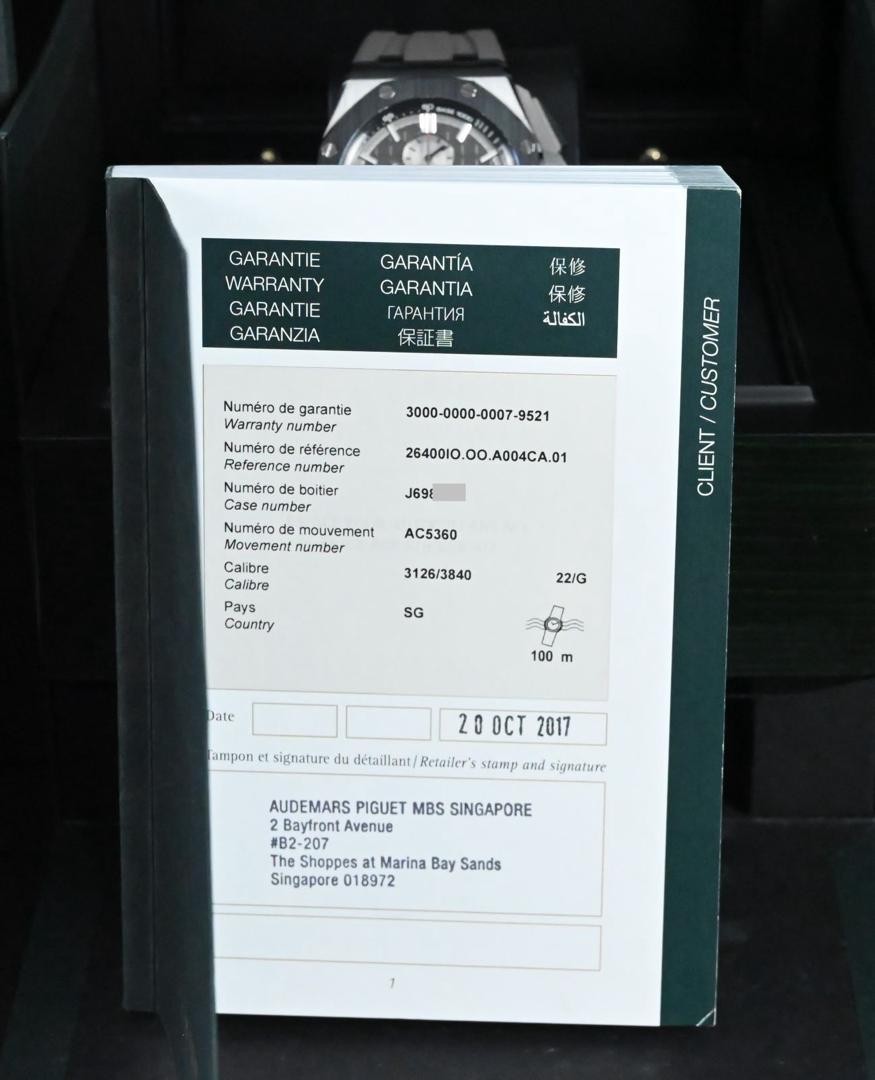 GARANTIE GARANTÍA 保修
WARRANTY GARANTIA 保修
GARANTIE ГАРАНТИЯ الكفالة
GARANZIA 保証書
CLIENT / CUSTOMER
Numéro de garantie
Warranty number
3000-0000-0007-9521
Numéro de référence
Reference number
26400IO.OO.A004CA.01
Numéro de boitier
Case number
J698
Numéro de mouvement
Movement number
AC5360
Calibre
Calibre
3126/3840 22/G
Pays
Country
SG
100 m
Date
20 OCT 2017
Tampon et signature du détaillant / Retailer's stamp and signature
AUDEMARS PIGUET MBS SINGAPORE
2 Bayfront Avenue
#B2-207
The Shoppes at Marina Bay Sands
Singapore 018972
1